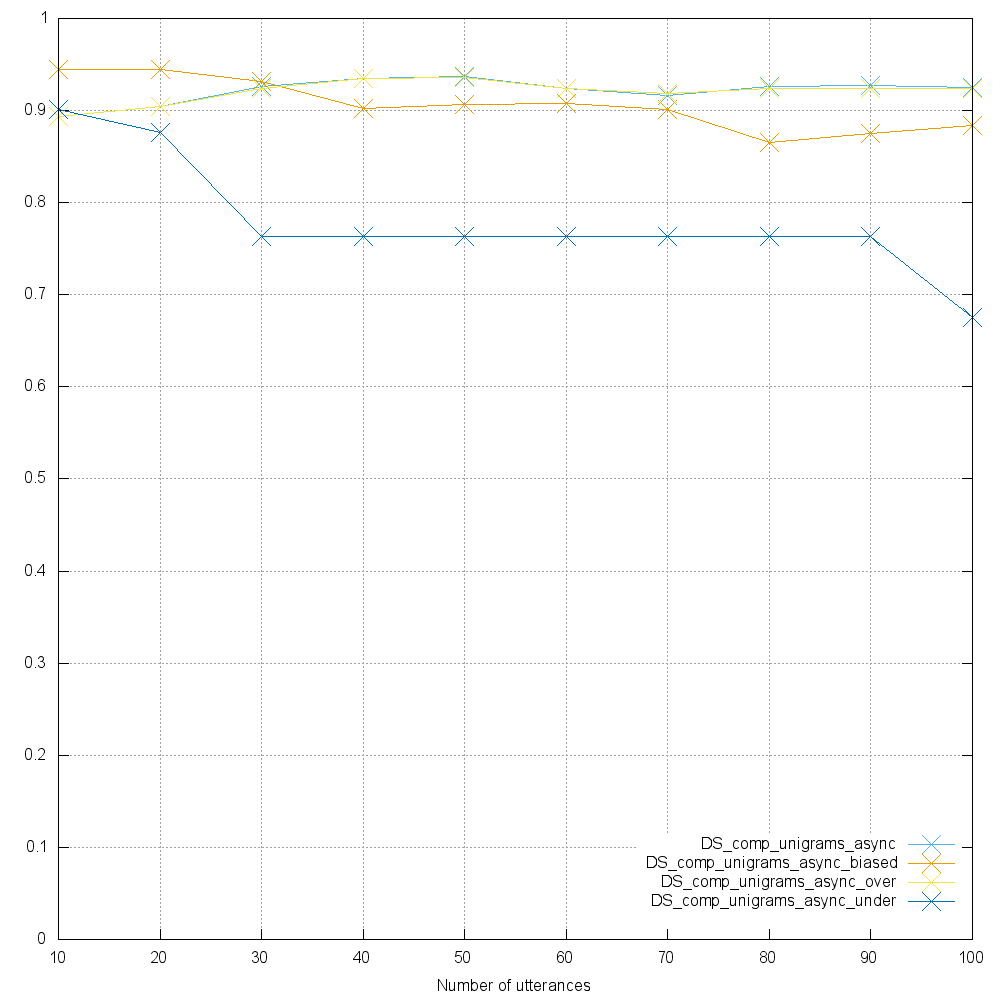 1
0.9
0.8
0.7
0.6
0.5
0.4
0.3
0.2
0.1
0
DS_comp_unigrams_async
DS_comp_unigrams_async_biased
DS_comp_unigrams_async_over
DS_comp_unigrams_async_under
10 20 30 40 50 60 70 80 90 100
Number of utterances